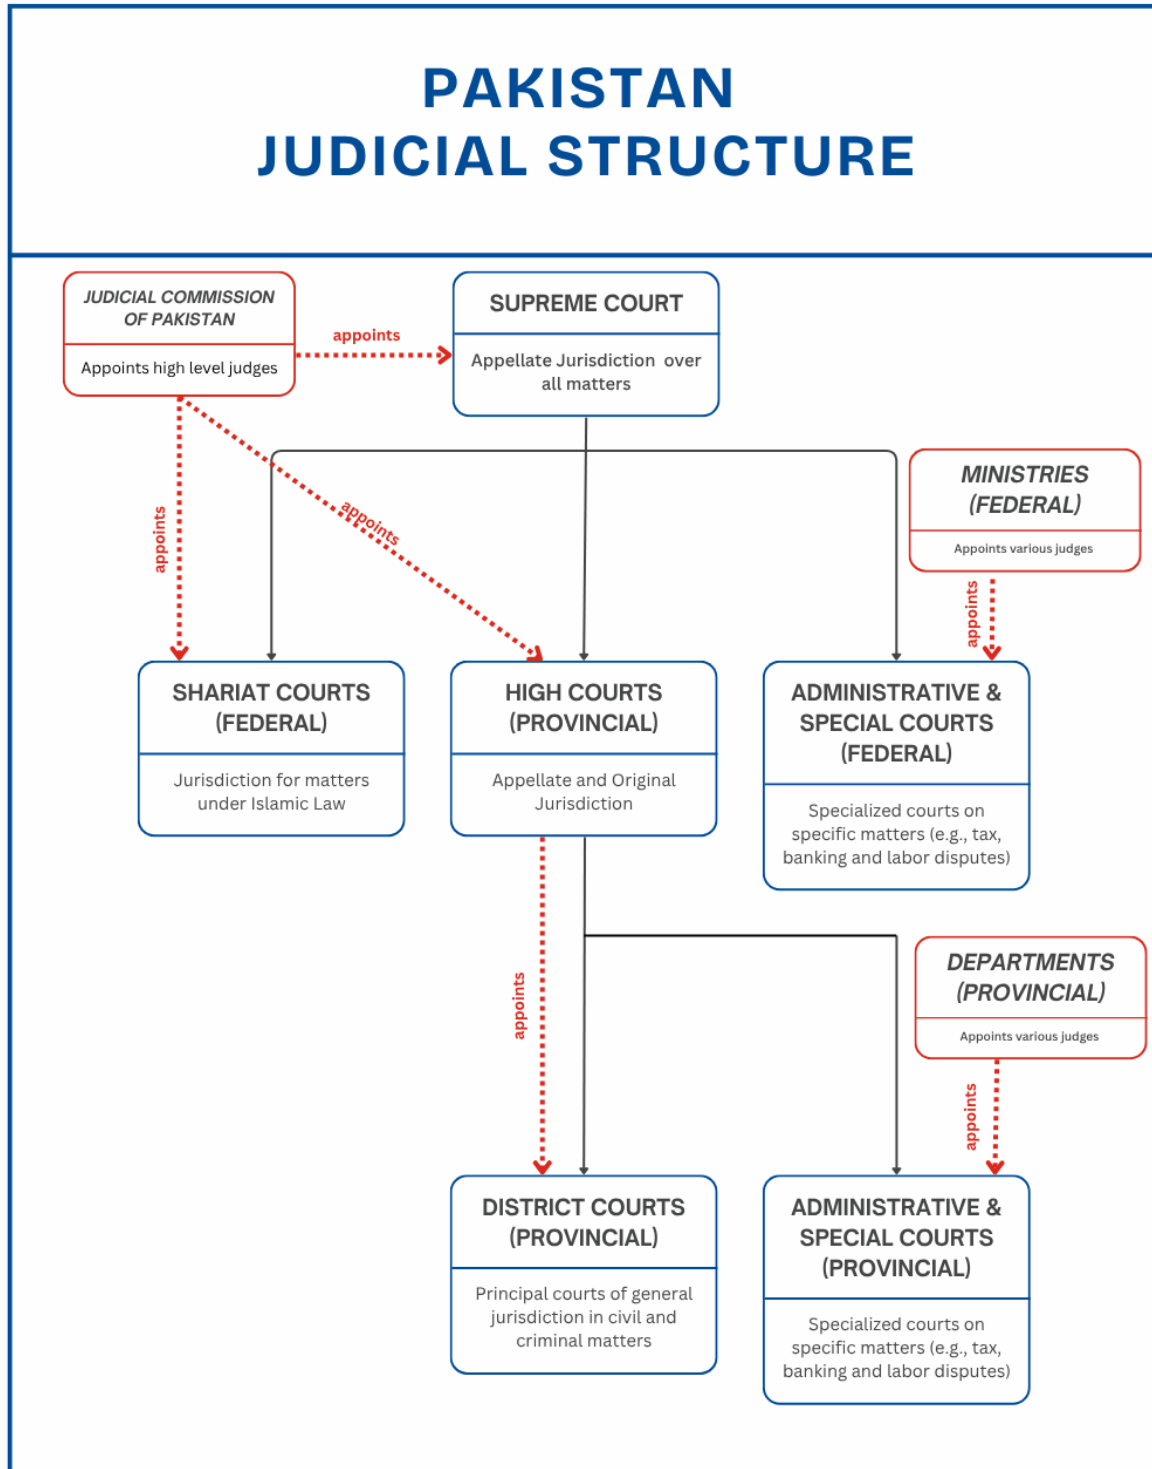 PAKISTAN
JUDICIAL STRUCTURE
JUDICIAL COMMISSION
OF PAKISTAN
Appoints high level judges
appoints
SUPREME COURT
Appellate Jurisdiction over
all matters
appoints
appoints
MINISTRIES
(FEDERAL)
Appoints various judges
appoints
SHARIAT COURTS
(FEDERAL)
Jurisdiction for matters
under Islamic Law
HIGH COURTS
(PROVINCIAL)
Appellate and Original
Jurisdiction
ADMINISTRATIVE &
SPECIAL COURTS
(FEDERAL)
Specialized courts on
specific matters (e.g., tax,
banking and labor disputes)
appoints
DEPARTMENTS
(PROVINCIAL)
Appoints various judges
appoints
DISTRICT COURTS
(PROVINCIAL)
Principal courts of general
jurisdiction in civil and
criminal matters
ADMINISTRATIVE &
SPECIAL COURTS
(PROVINCIAL)
Specialized courts on
specific matters (e.g., tax,
banking and labor disputes)